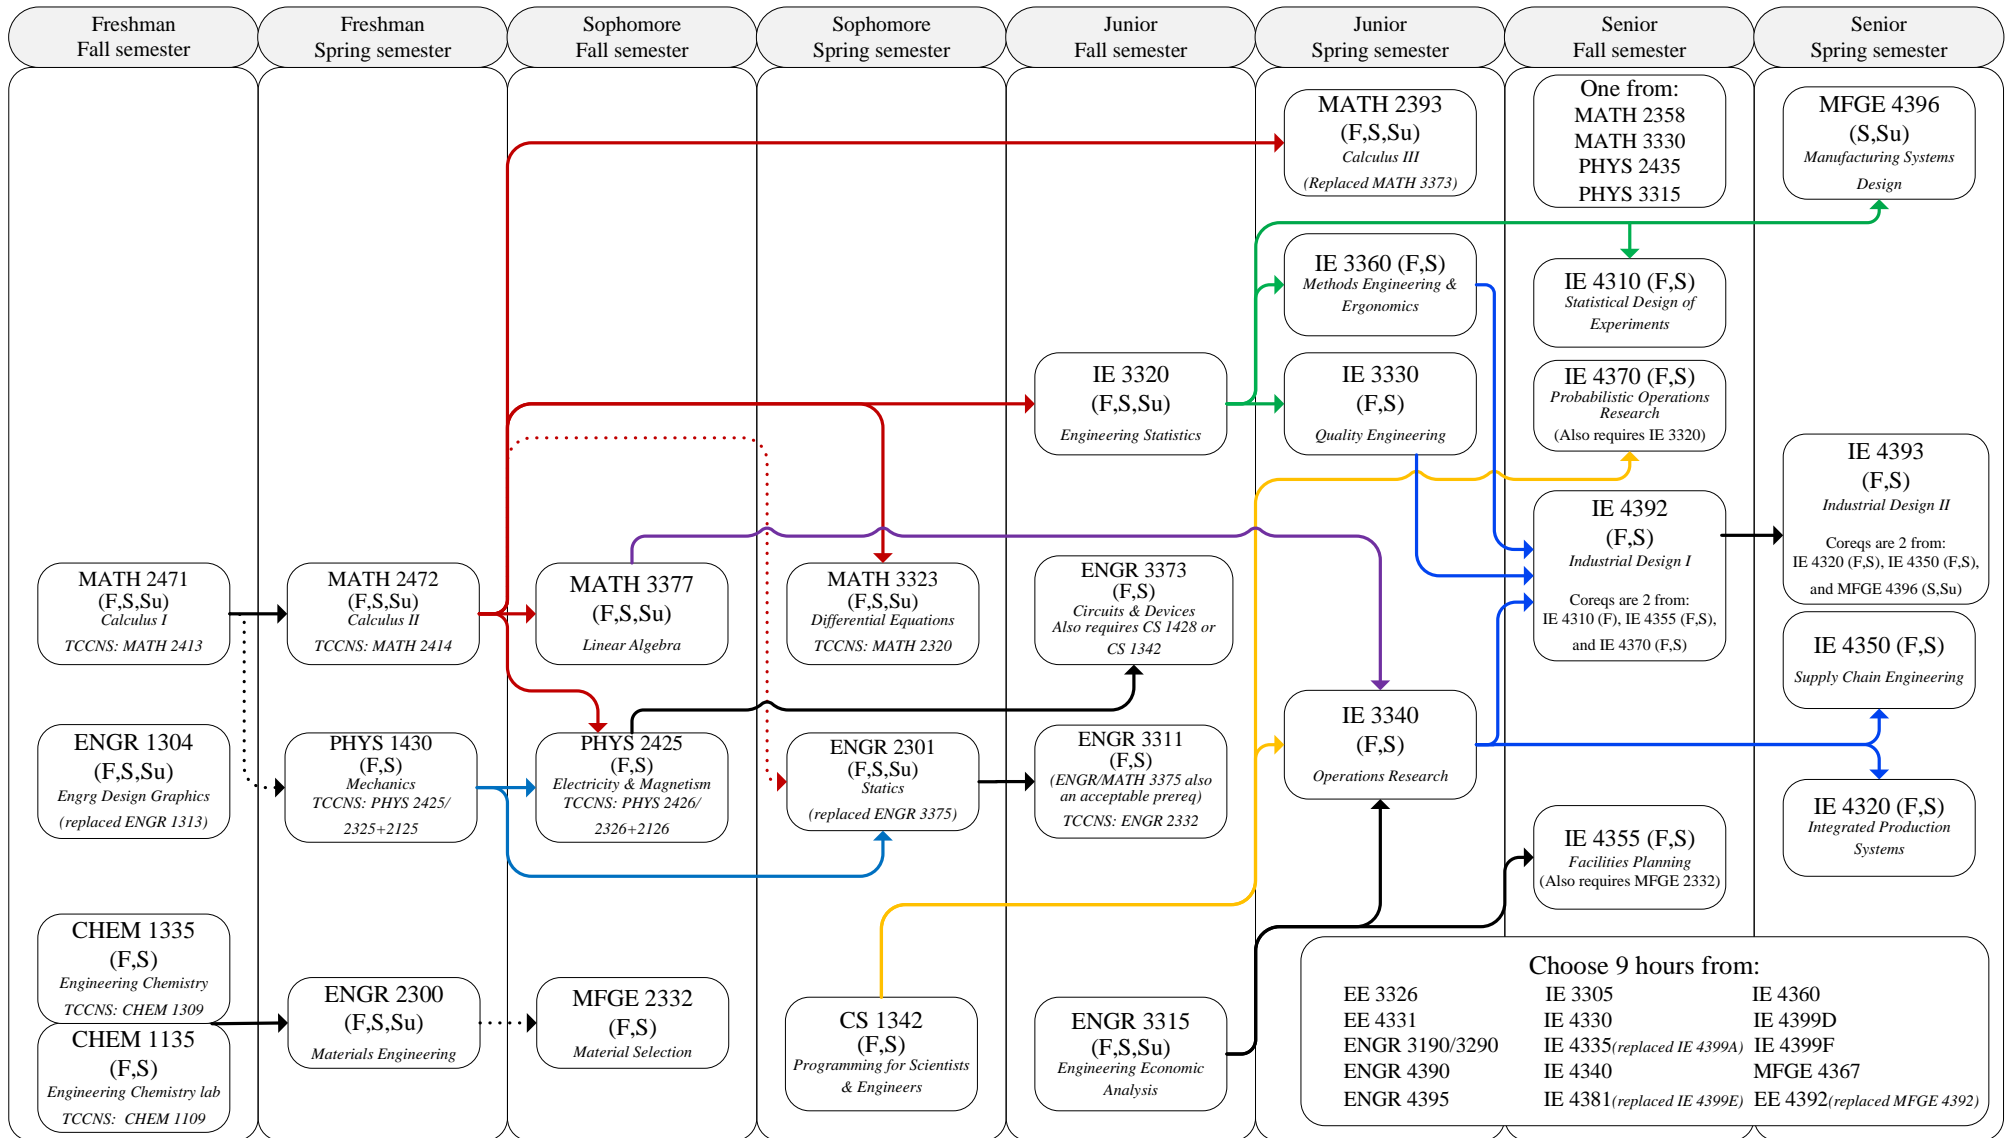 Freshman
Fall semester
Freshman
Spring semester
Sophomore
Fall semester
Sophomore
Spring semester
Junior
Fall semester
Junior
Spring semester
Senior
Fall semester
Senior
Spring semester
MATH 2471
(F,S,Su)
Calculus I
TCCNS: MATH 2413
ENGR 1304
(F,S,Su)
Engrg Design Graphics
(replaced ENGR 1313)
CHEM 1335
(F,S)
Engineering Chemistry
TCCNS: CHEM 1309
CHEM 1135
(F,S)
Engineering Chemistry lab
TCCNS: CHEM 1109
MATH 2472
(F,S,Su)
Calculus II
TCCNS: MATH 2414
PHYS 1430
(F,S)
Mechanics
TCCNS: PHYS 2425/
2325+2125
ENGR 2300
(F,S,Su)
Materials Engineering
MATH 3377
(F,S,Su)
Linear Algebra
PHYS 2425
(F,S)
Electricity & Magnetism
TCCNS: PHYS 2426/
2326+2126
MFGE 2332
(F,S)
Material Selection
MATH 3323
(F,S,Su)
Differential Equations
TCCNS: MATH 2320
ENGR 2301
(F,S,Su)
Statics
(replaced ENGR 3375)
CS 1342
(F,S)
Programming for Scientists
& Engineers
IE 3320
(F,S,Su)
Engineering Statistics
ENGR 3373
(F,S)
Circuits & Devices
Also requires CS 1428 or
CS 1342
ENGR 3311
(F,S)
(ENGR/MATH 3375 also
an acceptable prereq)
TCCNS: ENGR 2332
ENGR 3315
(F,S,Su)
Engineering Economic
Analysis
MATH 2393
(F,S,Su)
Calculus III
(Replaced MATH 3373)
IE 3360 (F,S)
Methods Engineering &
Ergonomics
IE 3330
(F,S)
Quality Engineering
IE 3340
(F,S)
Operations Research
One from:
MATH 2358
MATH 3330
PHYS 2435
PHYS 3315
IE 4310 (F,S)
Statistical Design of
Experiments
IE 4370 (F,S)
Probabilistic Operations
Research
(Also requires IE 3320)
IE 4392
(F,S)
Industrial Design I
Coreqs are 2 from:
IE 4310 (F), IE 4355 (F,S),
and IE 4370 (F,S)
IE 4355 (F,S)
Facilities Planning
(Also requires MFGE 2332)
MFGE 4396
(S,Su)
Manufacturing Systems
Design
IE 4393
(F,S)
Industrial Design II
Coreqs are 2 from:
IE 4320 (F,S), IE 4350 (F,S),
and MFGE 4396 (S,Su)
IE 4350 (F,S)
Supply Chain Engineering
IE 4320 (F,S)
Integrated Production
Systems
Choose 9 hours from:
EE 3326
EE 4331
ENGR 3190/3290
ENGR 4390
ENGR 4395
IE 3305
IE 4330
IE 4335(replaced IE 4399A)
IE 4340
IE 4381(replaced IE 4399E)
IE 4360
IE 4399D
IE 4399F
MFGE 4367
EE 4392(replaced MFGE 4392)